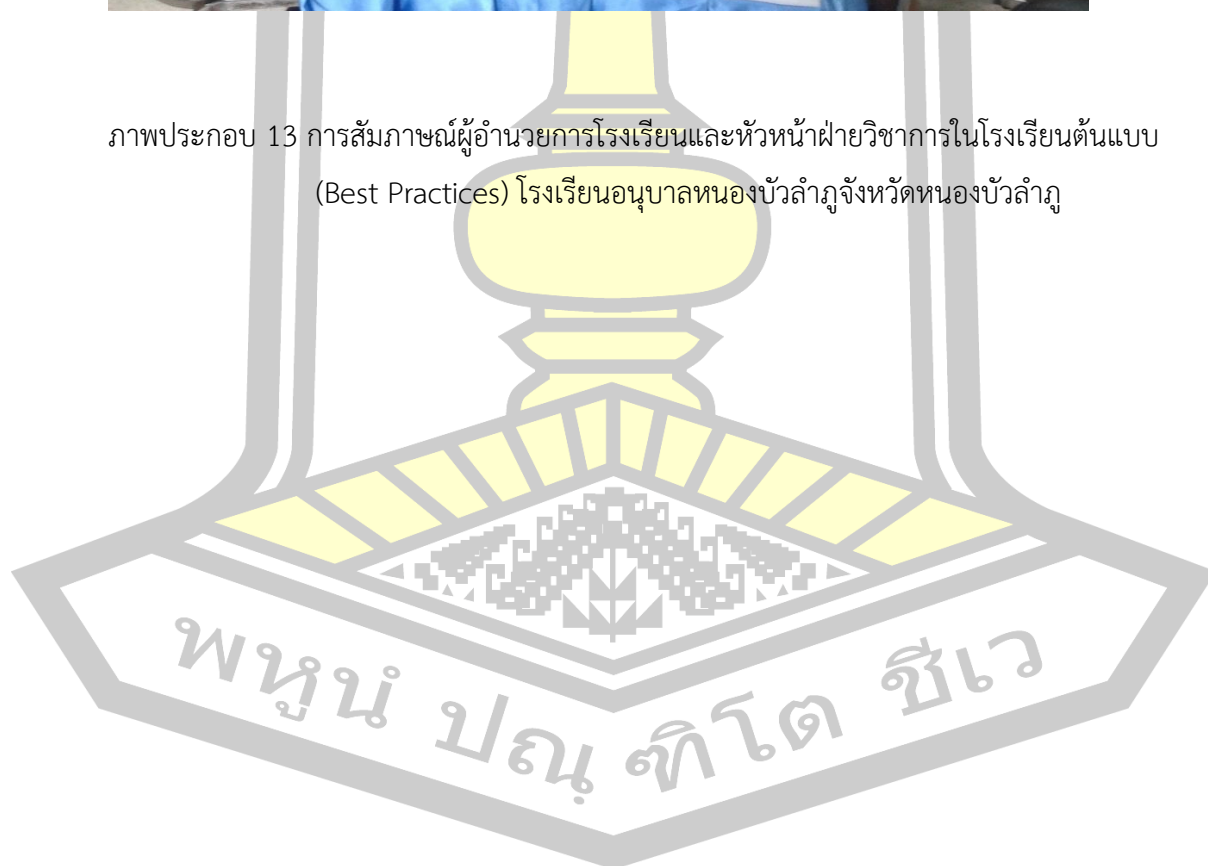 ภาพประกอบ 13 การสัมภาษณ์ผู้อำนวยการโรงเรียนและหัวหน้าฝ่ายวิชาการในโรงเรียนต้นแบบ
(Best Practices) โรงเรียนอนุบาลหนองบัวลำภูจังหวัดหนองบัวลำภู
พหูนํ ปณฺ ฑิโต ชีเว